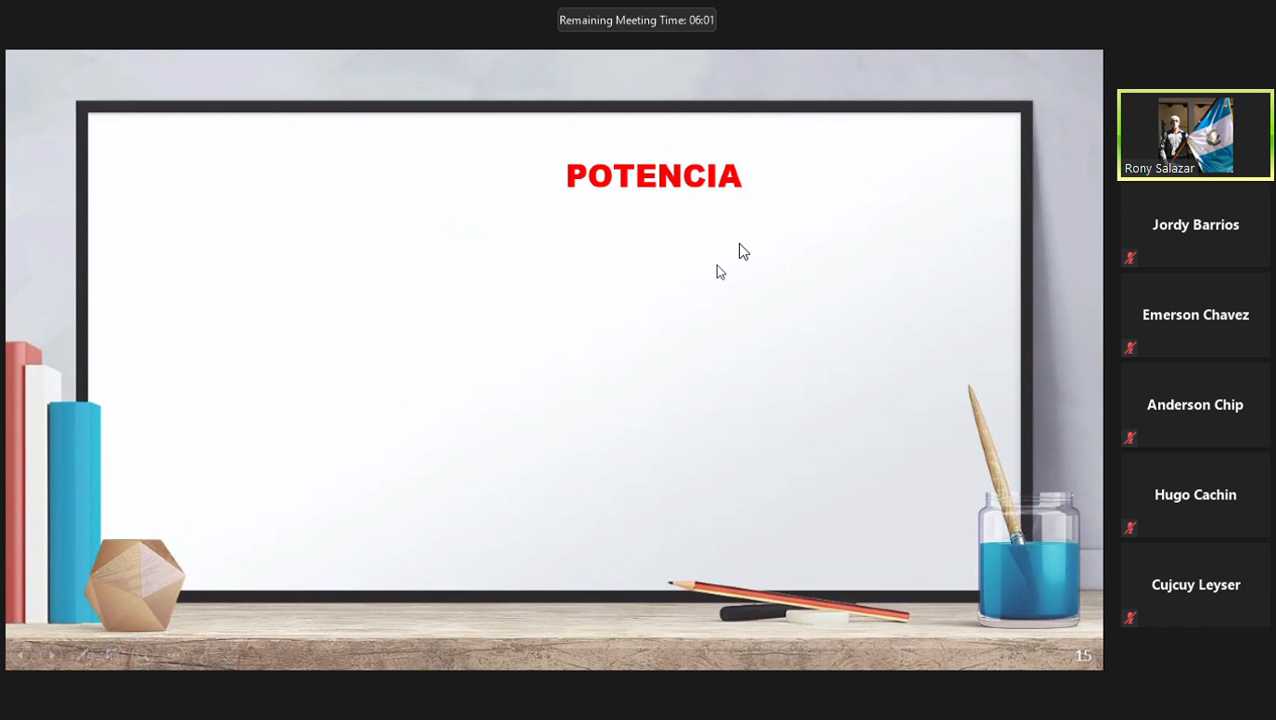 Remaining Meeting Time: 06:01
POTENCIA
Rony Salazar
Jordy Barrios
Emerson Chavez
Anderson Chip
Hugo Cachin
Cujcuy Leyser
15